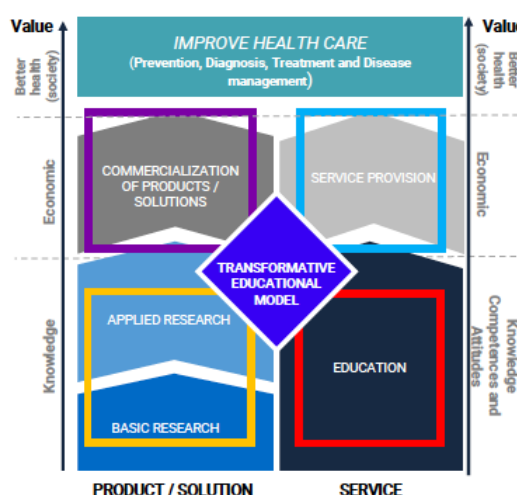 Value
Value
IMPROVE HEALTH CARE
(Prevention, Diagnosis, Treatment and Disease
management)
Better
health
(society)
Better
health
(society)
COMMERCIALIZATION
OF PRODUCTS /
SOLUTIONS
SERVICE PROVISION
Economic
Economic
TRANSFORMATIVE
EDUCATIONAL
MODEL
APPLIED RESEARCH
EDUCATION
BASIC RESEARCH
Knowledge
Knowledge
Competences and
Attitudes
PRODUCT / SOLUTION
SERVICE